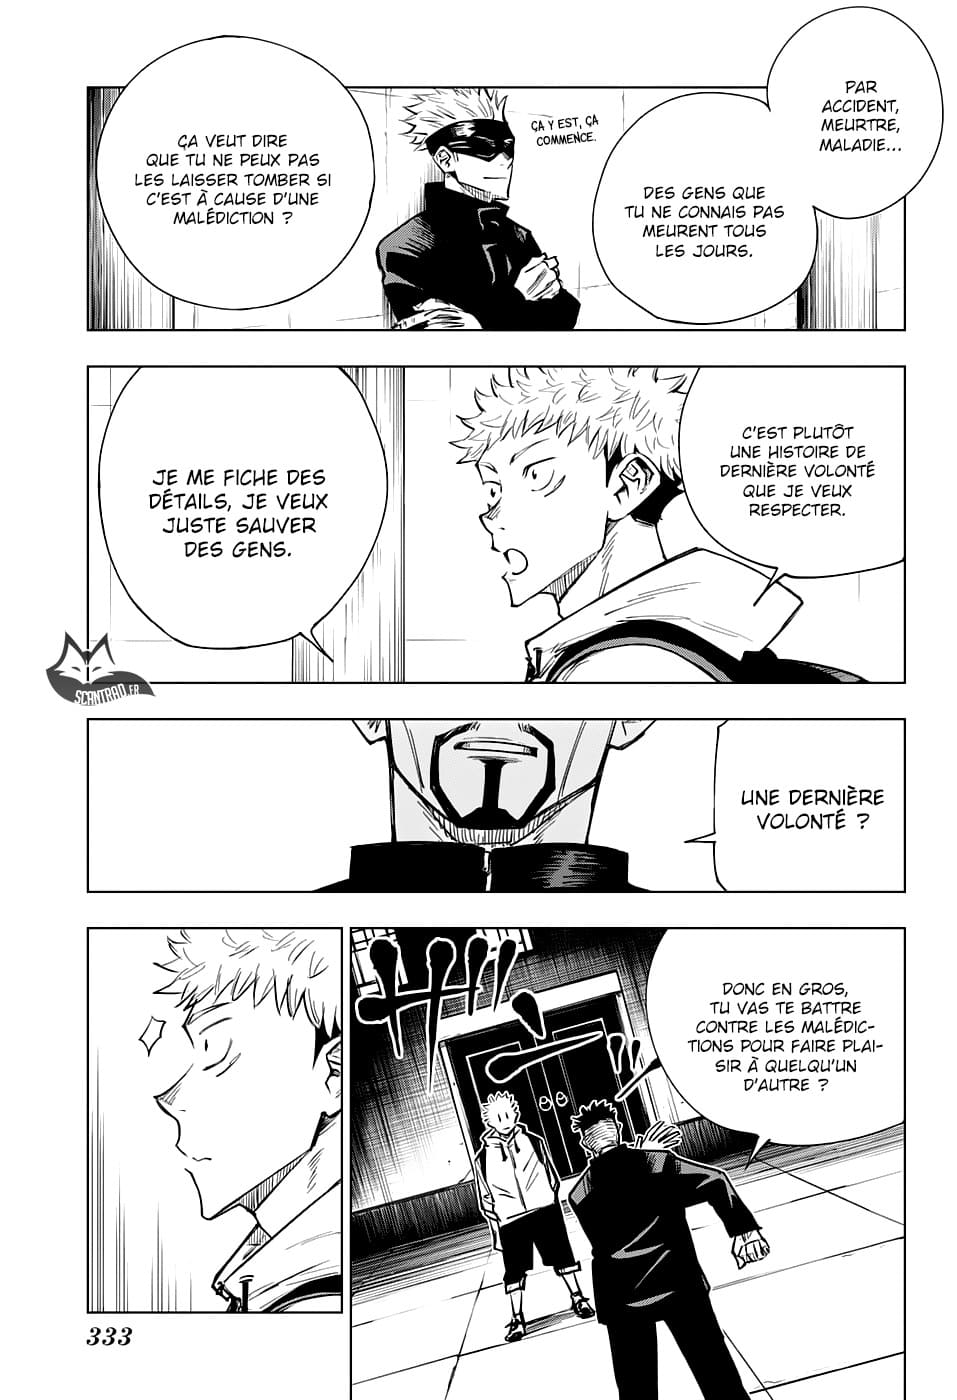 PAR
ACCIDENT,
MEURTRE,
MALADIE...
DES GENS QUE
TU NE CONNAIS PAS
MEURENT TOUS
LES JOURS.
ÇA Y EST, ÇA
COMMENCE.
ÇA VEUT DIRE
QUE TU NE PEUX PAS
LES LAISSER TOMBER SI
C'EST À CAUSE D'UNE
MALÉDICTION ?
C'EST PLUTÔT
UNE HISTOIRE DE
DERNIÈRE VOLONTÉ
QUE JE VEUX
RESPECTER.
JE ME FICHE DES
DÉTAILS, JE VEUX
JUSTE SAUVER
DES GENS.
SCANTRAD.FR
UNE DERNIÈRE
VOLONTÉ ?
DONC EN GROS,
TU VAS TE BATTRE
CONTRE LES MALÉDIC-
TIONS POUR FAIRE PLAI-
SIR À QUELQU'UN
D'AUTRE ?
333